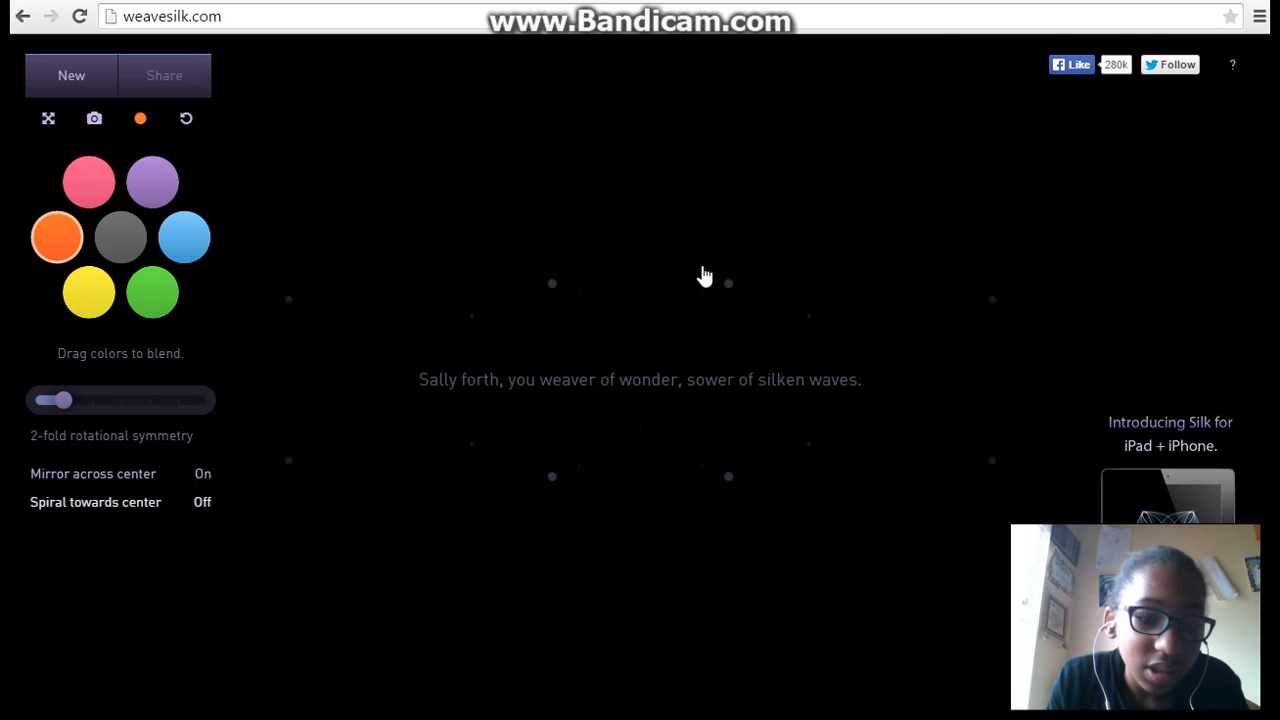 weavesilk.com
www.Bandicam.com
New
Share
Like
280k
Follow
?
Drag colors to blend.
Sally forth, you weaver of wonder, sower of silken waves.
2-fold rotational symmetry
Mirror across center On
Spiral towards center Off
Introducing Silk for
iPad + iPhone.